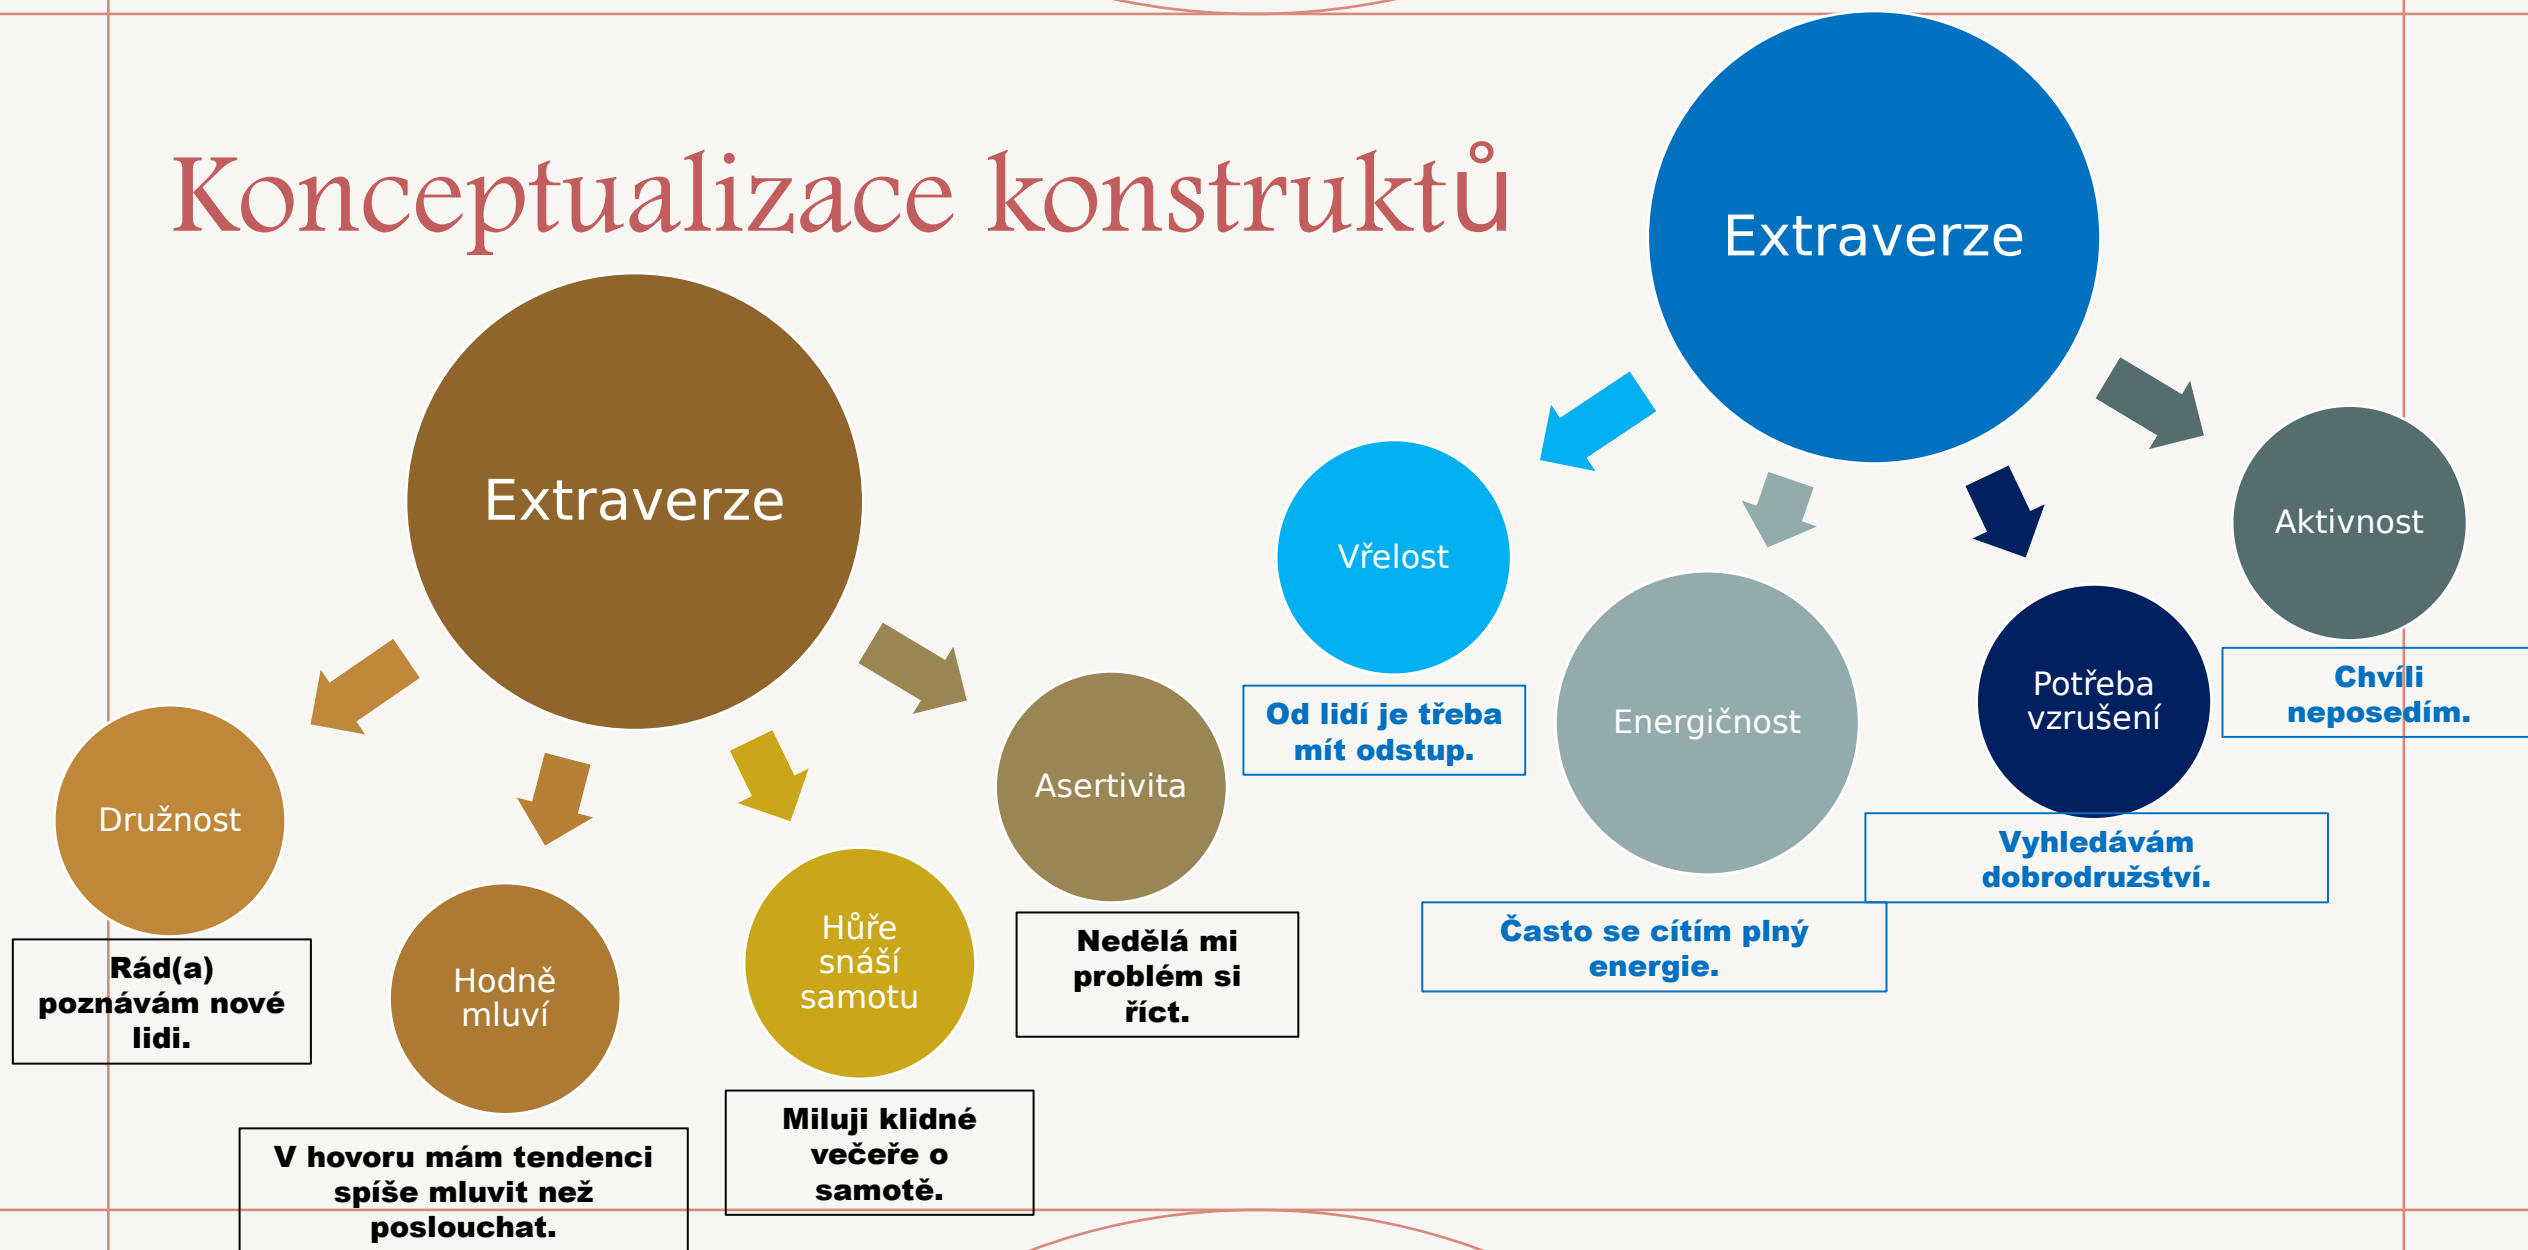 Konceptualizace konstruktů
Extraverze
Družnost
Rád(a)
poznávám nové
lidi.
Hodně
mluví
V hovoru mám tendenci
spíše mluvit než
poslouchat.
Hůře
snáší
samotu
Miluji klidné
večeře o
samotě.
Asertivita
Nedělá mi
problém si
říct.
Extraverze
Vřelost
Od lidí je třeba
mít odstup.
Energičnost
Často se cítím plný
energie.
Potřeba
vzrušení
Vyhledávám
dobrodružství.
Aktivnost
Chvíli
neposedím.